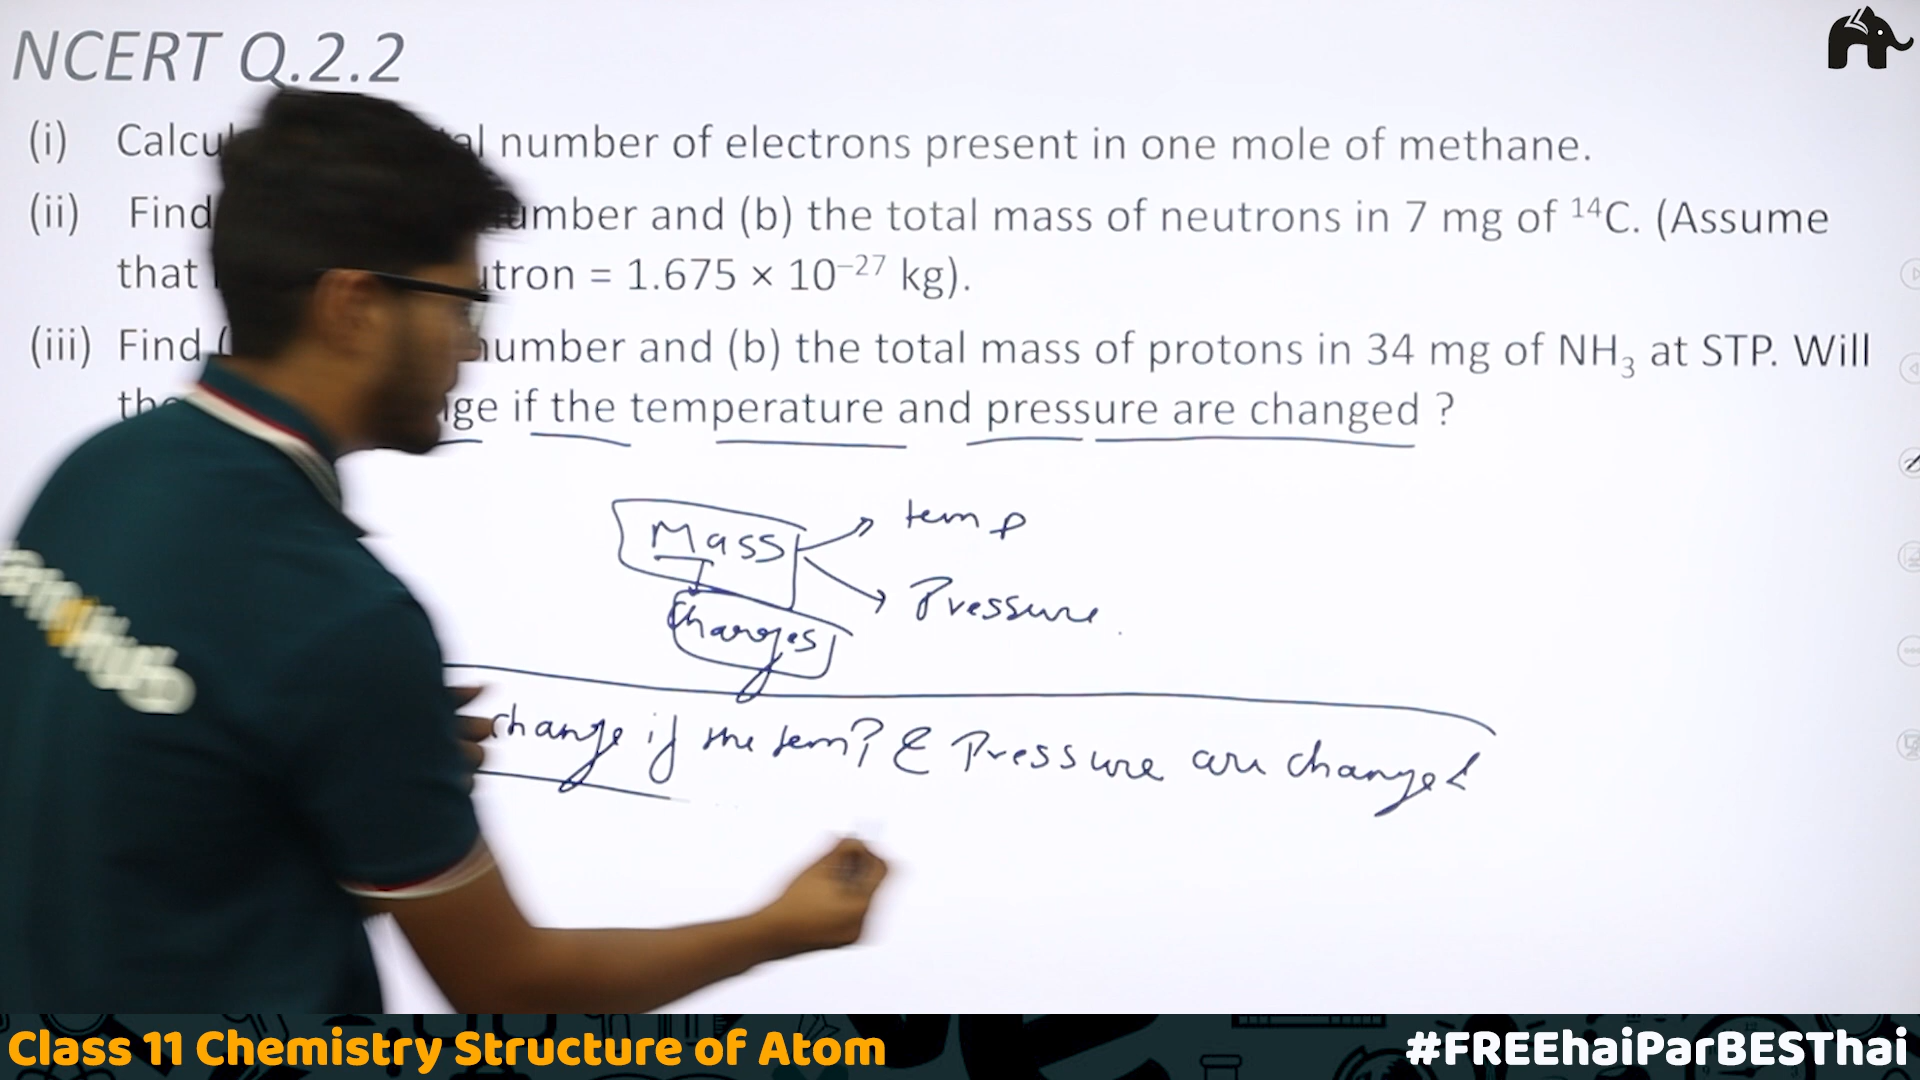 NCERT Q.2.2
(i) Calcu al number of electrons present in one mole of methane.
(ii) Find umber and (b) the total mass of neutrons in 7 mg of ¹⁴C. (Assume
that utron = 1.675 × 10⁻²⁷ kg).
(iii) Find ( number and (b) the total mass of protons in 34 mg of NH₃ at STP. Will
the ge if the temperature and pressure are changed ?
Mass
temp
Pressure
Changes
change if the temp & Pressure are changed
Class 11 Chemistry Structure of Atom
#FREEhaiParBESThai